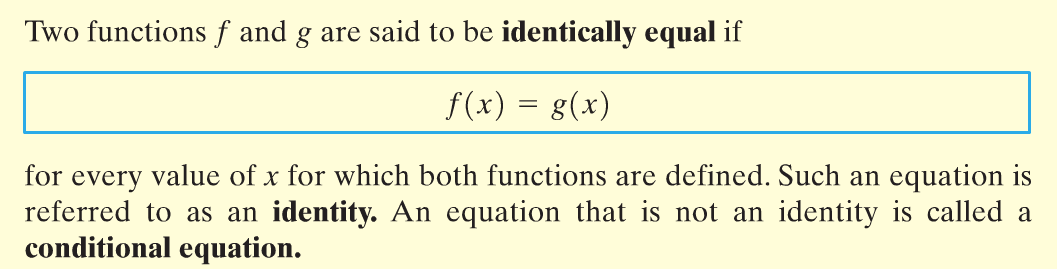 Two functions f and g are said to be identically equal if
f(x) = g(x)
for every value of x for which both functions are defined. Such an equation is
referred to as an identity. An equation that is not an identity is called a
conditional equation.